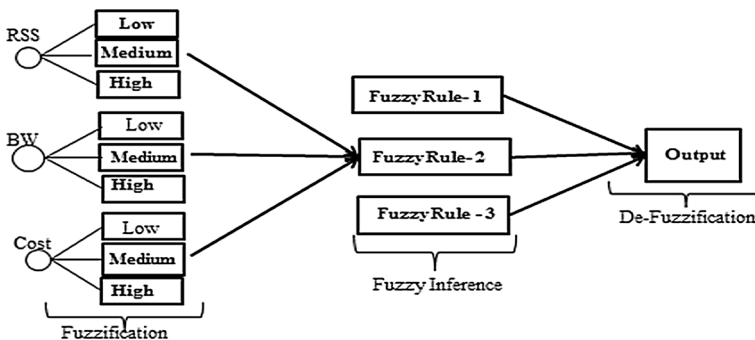 RSS
Low
Medium
High
BW
Low
Medium
High
Cost
Low
Medium
High
Fuzzification
FuzzyRule-1
FuzzyRule-2
FuzzyRule -3
Fuzzy Inference
Output
De-Fuzzification